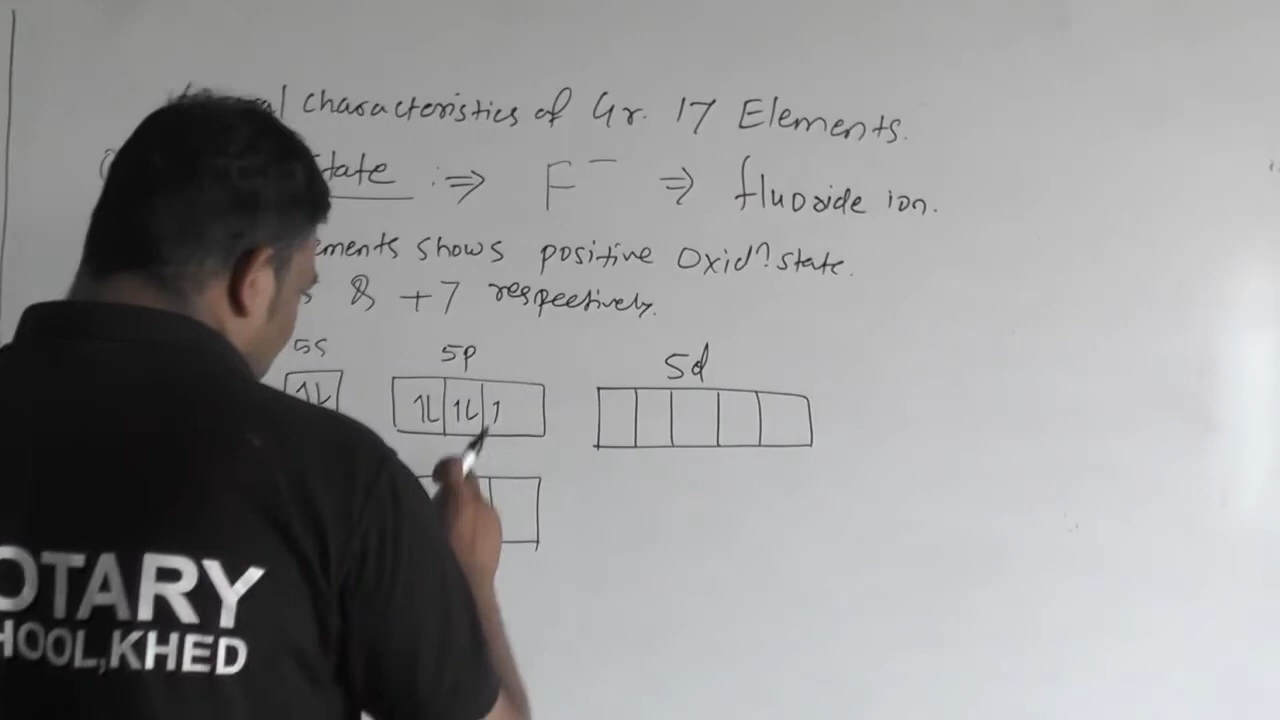 characteristics of Gr. 17 Elements.
state :⇒ F⁻ ⇒ fluoride ion.
ements shows positive Oxidⁿ state.
& +7 respectively.
5s 5p 5d
1L 1L 1L 1
OTARY
HOOL,KHED